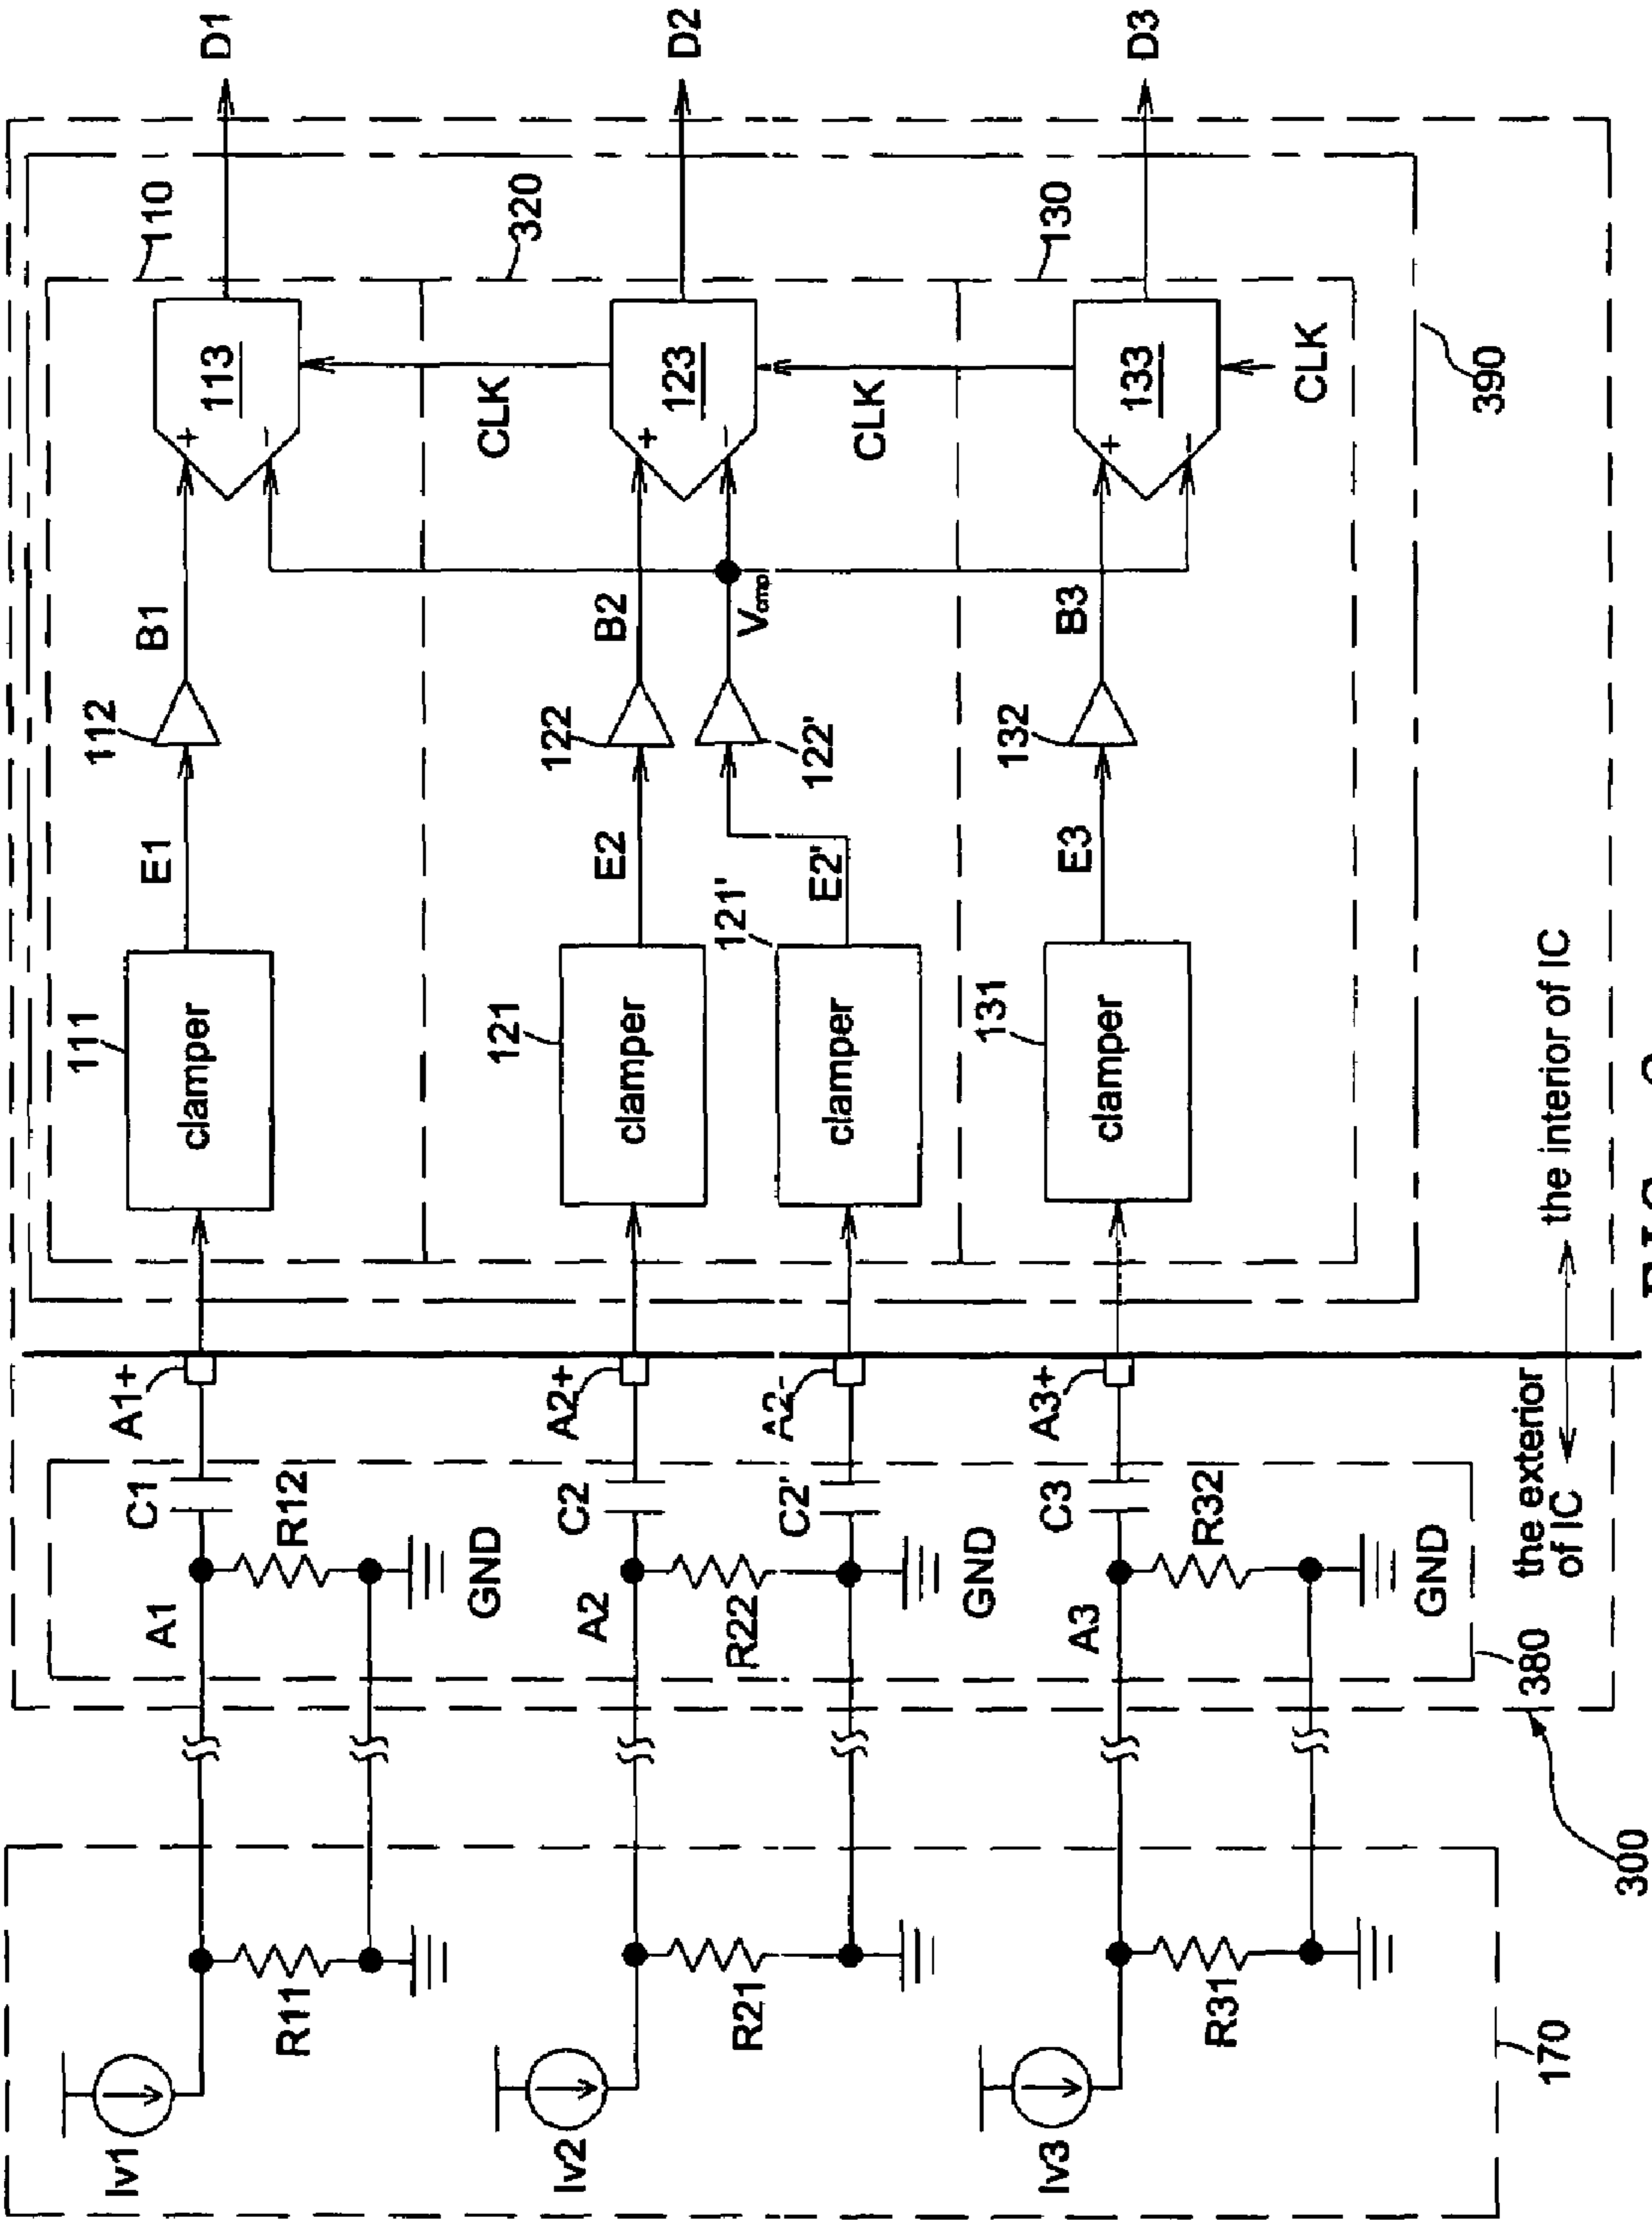 Iv1
R11
A1
C1
R12
GND
A1+
111
clamper
E1
112
B1
113
+
−
110
D1
CLK
Iv2
R21
A2
C2
R22
C2'
GND
A2+
A2-
121
clamper
121'
clamper
E2
E2'
122
122'
B2
Vcmp
123
+
−
320
D2
CLK
Iv3
R31
A3
C3
R32
GND
A3+
131
clamper
E3
132
B3
133
+
−
130
D3
CLK
390
170
300
380
the exterior
of IC
the interior of IC